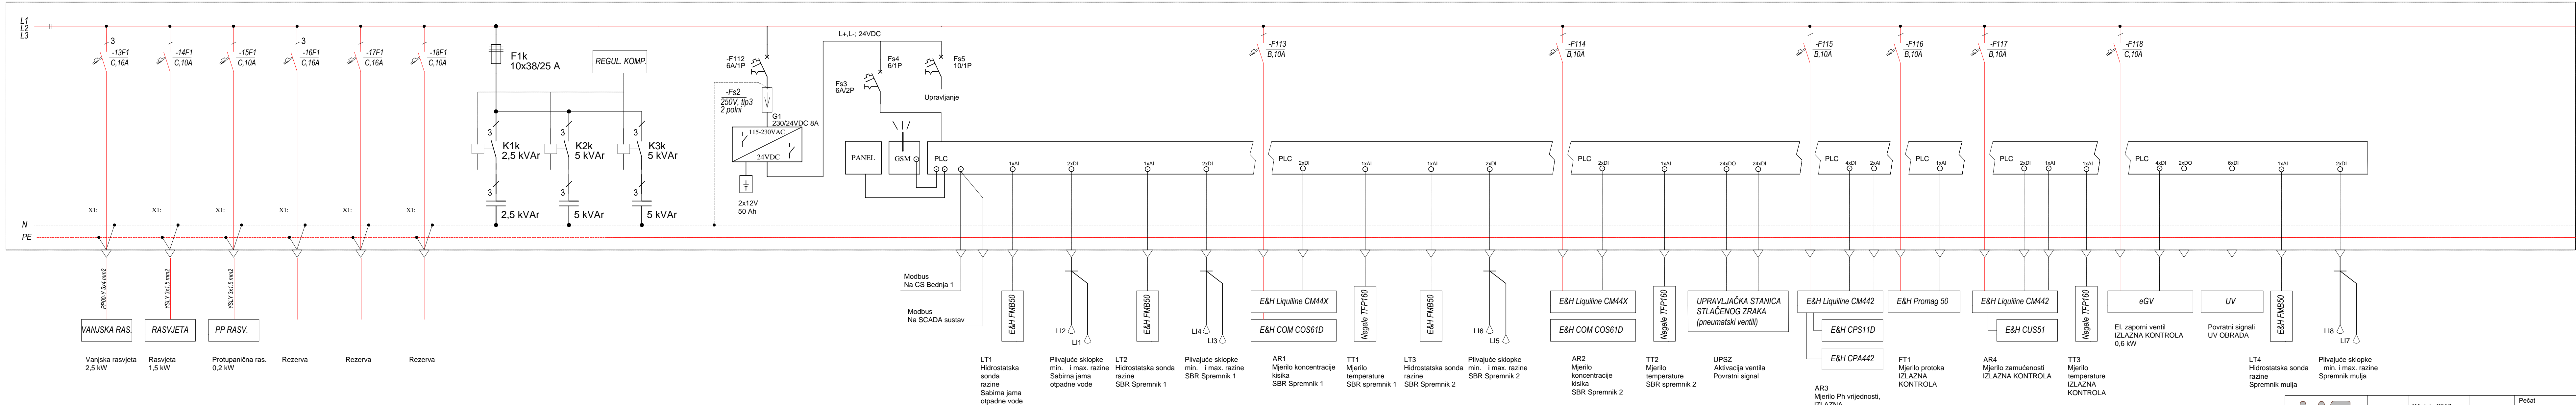 L1
L2
L3
3
-13F1
C,16A
-14F1
C,10A
-15F1
C,10A
3
-16F1
C,16A
-17F1
C,16A
-18F1
C,10A
F1k
10x38/25 A
REGUL. KOMP.
3
K1k
2,5 kVAr
3
K2k
5 kVAr
3
K3k
5 kVAr
3
2,5 kVAr
3
5 kVAr
3
5 kVAr
-F112
6A/1P
-Fs2
250V, tip3
2 polni
G1
230/24VDC 8A
115-230VAC
24VDC
2x12V
50 Ah
L+,L-; 24VDC
Fs3
6A/2P
Fs4
6/1P
Fs5
10/1P
Upravljanje
PANEL
GSM
PLC
1xAI
2xDI
1xAI
2xDI
-F113
B,10A
PLC
2xDI
1xAI
1xAI
2xDI
-F114
B,10A
PLC
2xDI
1xAI
24xDO
24xDI
-F115
B,10A
PLC
4xDI
2xAI
-F116
B,10A
PLC
1xAI
-F117
B,10A
PLC
2xDI
1xAI
1xAI
-F118
C,10A
PLC
4xDI
2xDO
6xDI
1xAI
2xDI
X1:
X1:
X1:
X1:
X1:
X1:
N
PE
PP00-Y 5x4 mm2
YSLY 3x1,5 mm2
YSLY 3x1,5 mm2
VANJSKA RAS.
RASVJETA
PP RASV.
Vanjska rasvjeta
2,5 kW
Rasvjeta
1,5 kW
Protupanična ras.
0,2 kW
Rezerva
Rezerva
Rezerva
Modbus
Na CS Bednja 1
Modbus
Na SCADA sustav
E&H FMB50
LI2
LI1
E&H FMB50
LI4
LI3
E&H Liquiline CM44X
E&H COM COS61D
Negele TFP160
E&H FMB50
LI6
LI5
E&H Liquiline CM44X
E&H COM COS61D
Negele TFP160
UPRAVLJAČKA STANICA
STLAČENOG ZRAKA
(pneumatski ventili)
E&H Liquiline CM442
E&H CPS11D
E&H CPA442
E&H Promag 50
E&H Liquiline CM442
E&H CUS51
Negele TFP160
eGV
UV
E&H FMB50
LI8
LI7
LT1
Hidrostatska
sonda
razine
Sabirna jama
otpadne vode
Plivajuće sklopke
min. i max. razine
Sabirna jama
otpadne vode
LT2
Hidrostatska sonda
razine
SBR Spremnik 1
Plivajuće sklopke
min. i max. razine
SBR Spremnik 1
AR1
Mjerilo koncentracije
kisika
SBR Spremnik 1
TT1
Mjerilo
temperature
SBR spremnik 1
LT3
Hidrostatska sonda
razine
SBR Spremnik 2
Plivajuće sklopke
min. i max. razine
SBR Spremnik 2
AR2
Mjerilo
koncentracije
kisika
SBR Spremnik 2
TT2
Mjerilo
temperature
SBR spremnik 2
UPSZ
Aktivacija ventila
Povratni signal
AR3
Mjerilo Ph vrijednosti,
IZLAZNA
FT1
Mjerilo protoka
IZLAZNA
KONTROLA
AR4
Mjerilo zamućenosti
IZLAZNA KONTROLA
TT3
Mjerilo
temperature
IZLAZNA
KONTROLA
El. zaporni ventil
IZLAZNA KONTROLA
0,6 kW
Povratni signali
UV OBRADA
LT4
Hidrostatska sonda
razine
Spremnik mulja
Plivajuće sklopke
min. i max. razine
Spremnik mulja
Pečat